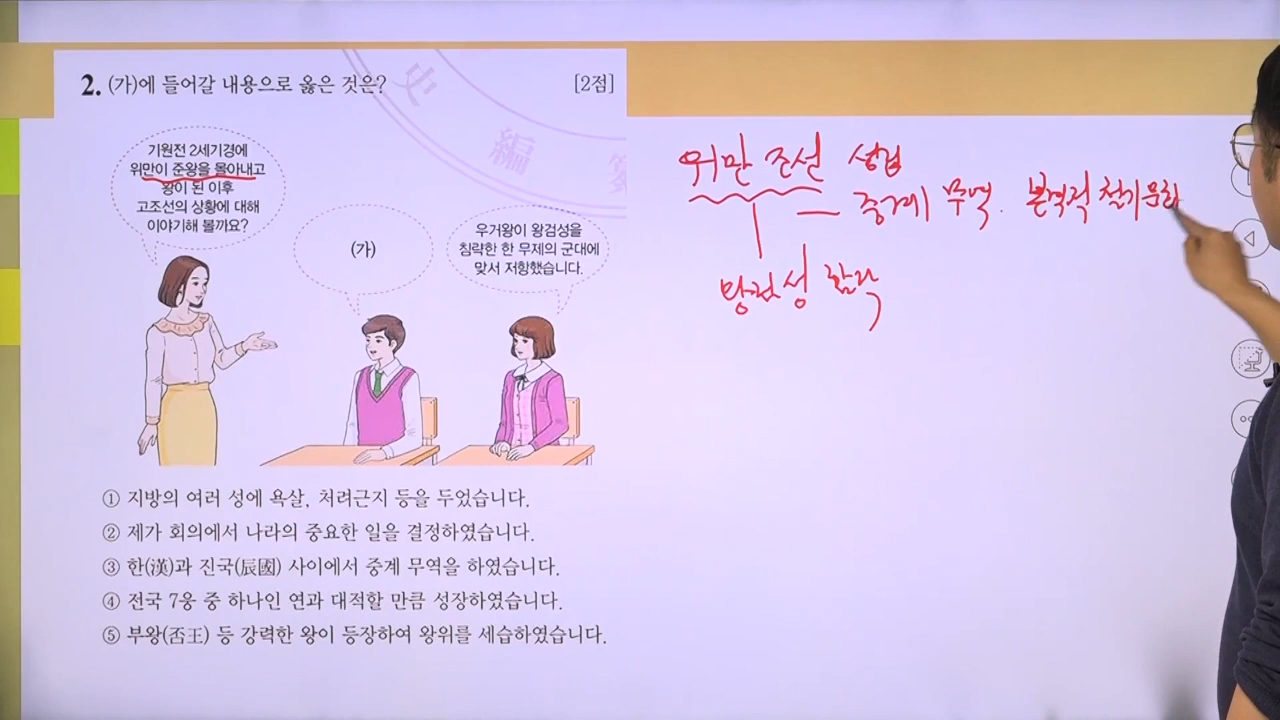 2. (가)에 들어갈 내용으로 옳은 것은? [2점]
史
編
기원전 2세기경에
위만이 준왕을 몰아내고
왕이 된 이후
고조선의 상황에 대해
이야기해 볼까요?
(가)
우거왕이 왕검성을
침략한 한 무제의 군대에
맞서 저항했습니다.
① 지방의 여러 성에 욕살, 처려근지 등을 두었습니다.
② 제가 회의에서 나라의 중요한 일을 결정하였습니다.
③ 한(漢)과 진국(辰國) 사이에서 중계 무역을 하였습니다.
④ 전국 7웅 중 하나인 연과 대적할 만큼 성장하였습니다.
⑤ 부왕(否王) 등 강력한 왕이 등장하여 왕위를 세습하였습니다.
위만 조선 성립
중계 무역. 본격적 철기문화
왕검성 함락